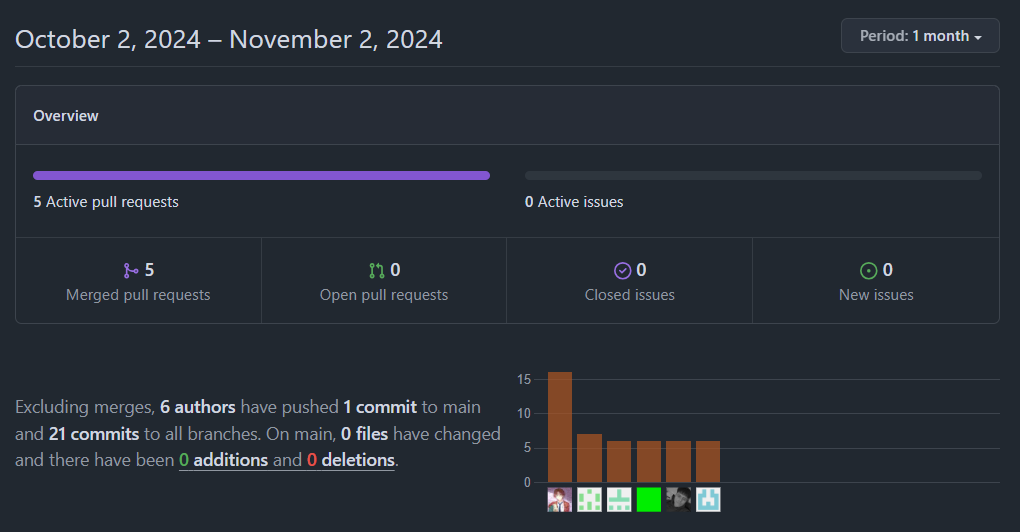 October 2, 2024 – November 2, 2024
Period: 1 month
Overview
5 Active pull requests
0 Active issues
5
Merged pull requests
0
Open pull requests
0
Closed issues
0
New issues
Excluding merges, 6 authors have pushed 1 commit to main
and 21 commits to all branches. On main, 0 files have changed
and there have been 0 additions and 0 deletions.
15
10
5
0